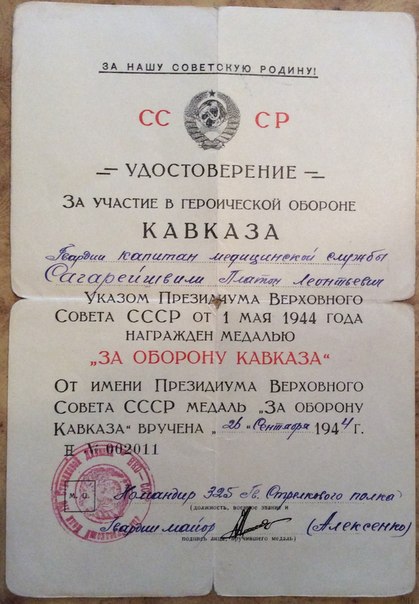 ЗА НАШУ СОВЕТСКУЮ РОДИНУ!
СС СР
УДОСТОВЕРЕНИЕ
ЗА УЧАСТИЕ В ГЕРОИЧЕСКОЙ ОБОРОНЕ
КАВКАЗА
Гвардии капитан медицинской службы
Сагарейшвили Платон Леонтьевич
УКАЗОМ ПРЕЗИДИУМА ВЕРХОВНОГО
СОВЕТА СССР ОТ 1 МАЯ 1944 ГОДА
НАГРАЖДЕН МЕДАЛЬЮ
„ЗА ОБОРОНУ КАВКАЗА“
ОТ ИМЕНИ ПРЕЗИДИУМА ВЕРХОВНОГО
СОВЕТА СССР МЕДАЛЬ „ЗА ОБОРОНУ
КАВКАЗА“ ВРУЧЕНА „26“ Сентября 1944 Г.
№ 002011
М. П.
Командир 325 Гв. Стрелкового полка
(должность, военное звание и
Гвардии майор (Алексенко)
подпись лица, вручившего медаль)